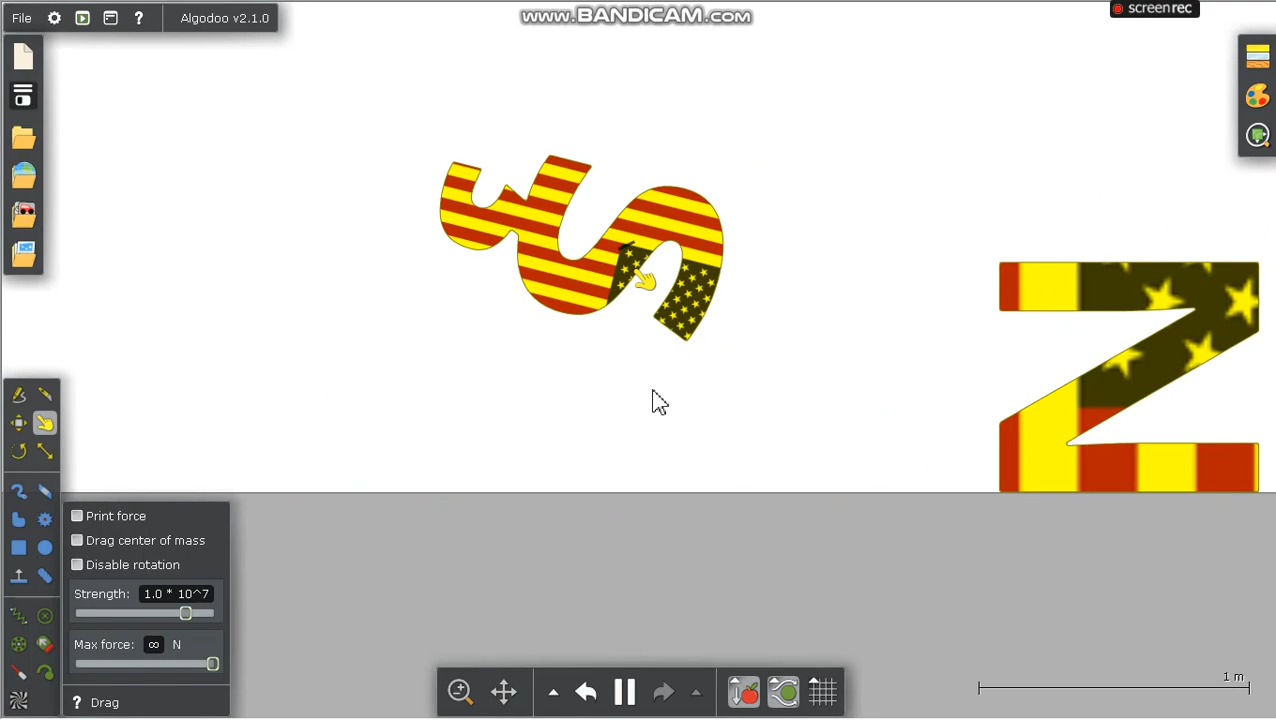 www.BANDICAM.com
screenrec
File ? Algodoo v2.1.0
Print force
Drag center of mass
Disable rotation
Strength: 1.0 * 10^7
Max force: ∞ N
? Drag
1 m